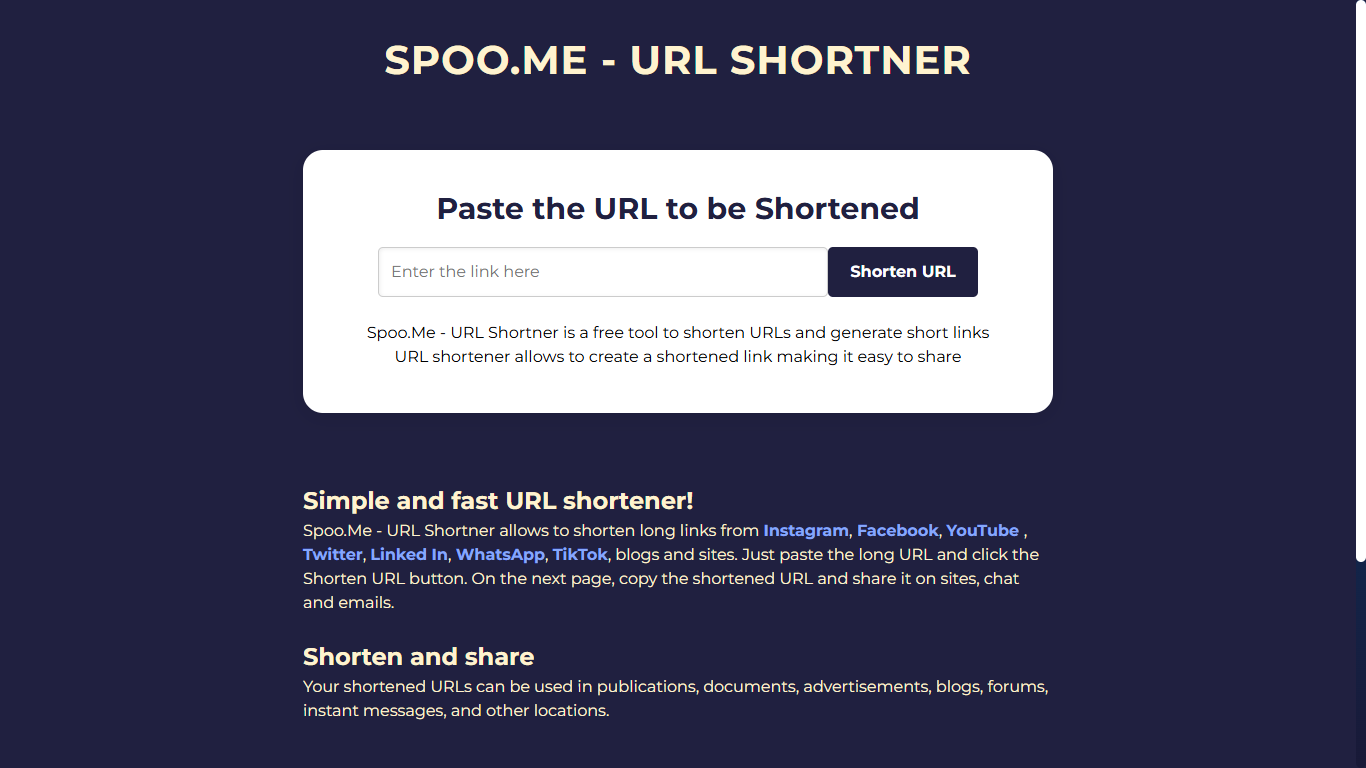 SPOO.ME - URL SHORTNER
Paste the URL to be Shortened
Enter the link here
Shorten URL
Spoo.Me - URL Shortner is a free tool to shorten URLs and generate short links
URL shortener allows to create a shortened link making it easy to share
Simple and fast URL shortener!
Spoo.Me - URL Shortner allows to shorten long links from Instagram, Facebook, YouTube ,
Twitter, Linked In, WhatsApp, TikTok, blogs and sites. Just paste the long URL and click the
Shorten URL button. On the next page, copy the shortened URL and share it on sites, chat
and emails.
Shorten and share
Your shortened URLs can be used in publications, documents, advertisements, blogs, forums,
instant messages, and other locations.